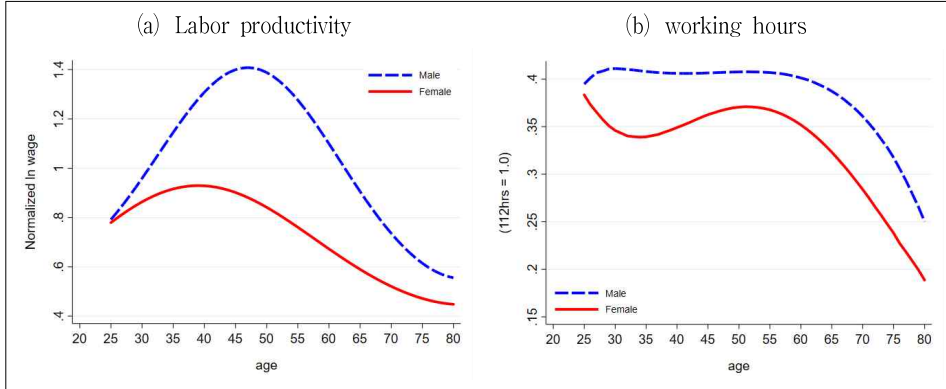 (a) Labor productivity
Normalized ln wage
1.4
1.2
1
.8
.6
.4
Male
Female
20 25 30 35 40 45 50 55 60 65 70 75 80
age
(b) working hours
(112hrs = 1.0)
.4
.35
.3
.25
.2
.15
Male
Female
20 25 30 35 40 45 50 55 60 65 70 75 80
age